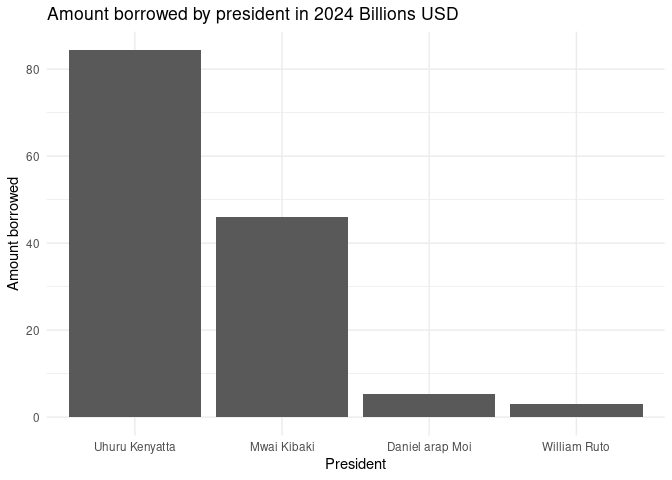 Amount borrowed by president in 2024 Billions USD
80
60
40
20
0
Amount borrowed
Uhuru Kenyatta
Mwai Kibaki
Daniel arap Moi
William Ruto
President